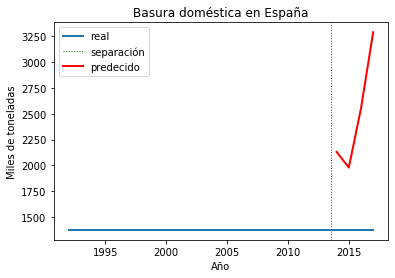 Basura doméstica en España
real
separación
predecido
Miles de toneladas
3250
3000
2750
2500
2250
2000
1750
1500
1995
2000
2005
2010
2015
Año